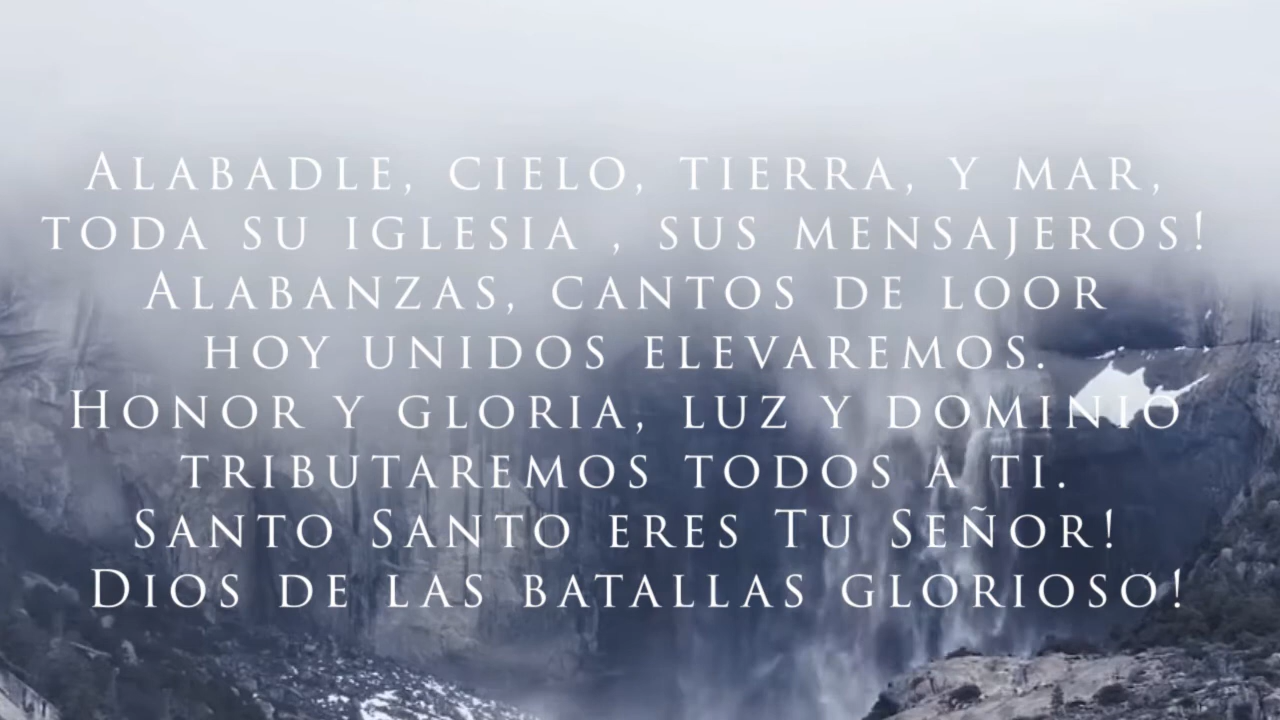 Alabadle, cielo, tierra, y mar,
toda su iglesia , sus mensajeros!
Alabanzas, cantos de loor
hoy unidos elevaremos.
Honor y gloria, luz y dominio
tributaremos todos a ti.
Santo Santo eres Tu Señor!
Dios de las batallas glorioso!